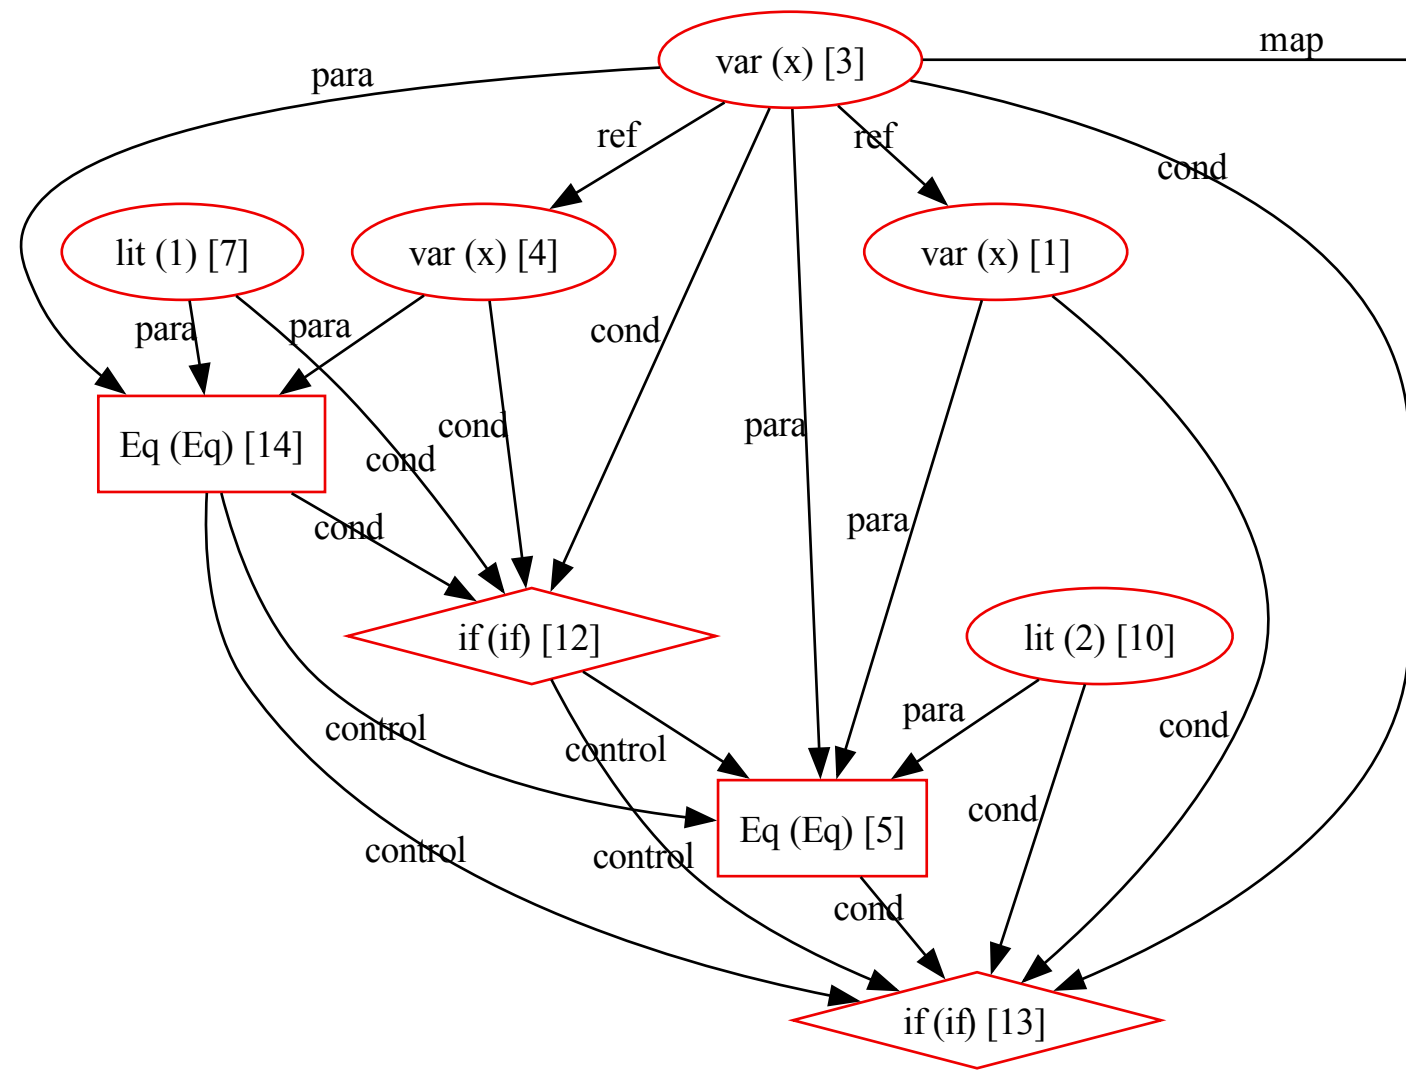 map
var (x) [3]
para
ref
ref
cond
lit (1) [7]
var (x) [4]
var (x) [1]
para
para
cond
cond
para
Eq (Eq) [14]
cond
para
cond
if (if) [12]
lit (2) [10]
para
control
cond
control
cond
Eq (Eq) [5]
control
control
cond
if (if) [13]